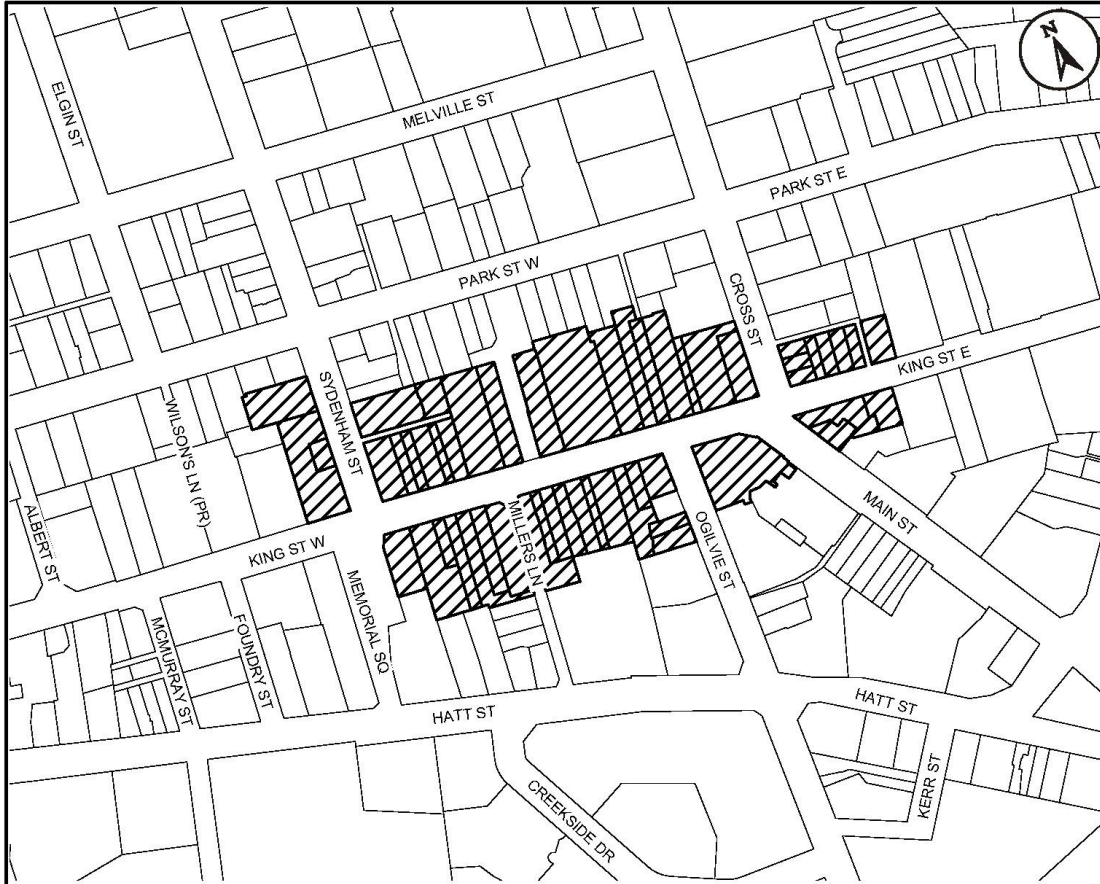 N
ELGIN ST
MELVILLE ST
PARK ST E
PARK ST W
CROSS ST
KING ST E
SYDENHAM ST
WILSON'S LN (PR)
ALBERT ST
KING ST W
MILLERS LN
OGILVIE ST
MAIN ST
MEMORIAL SQ
FOUNDRY ST
MCMURRAY ST
HATT ST
HATT ST
KERR ST
CREEKSIDE DR